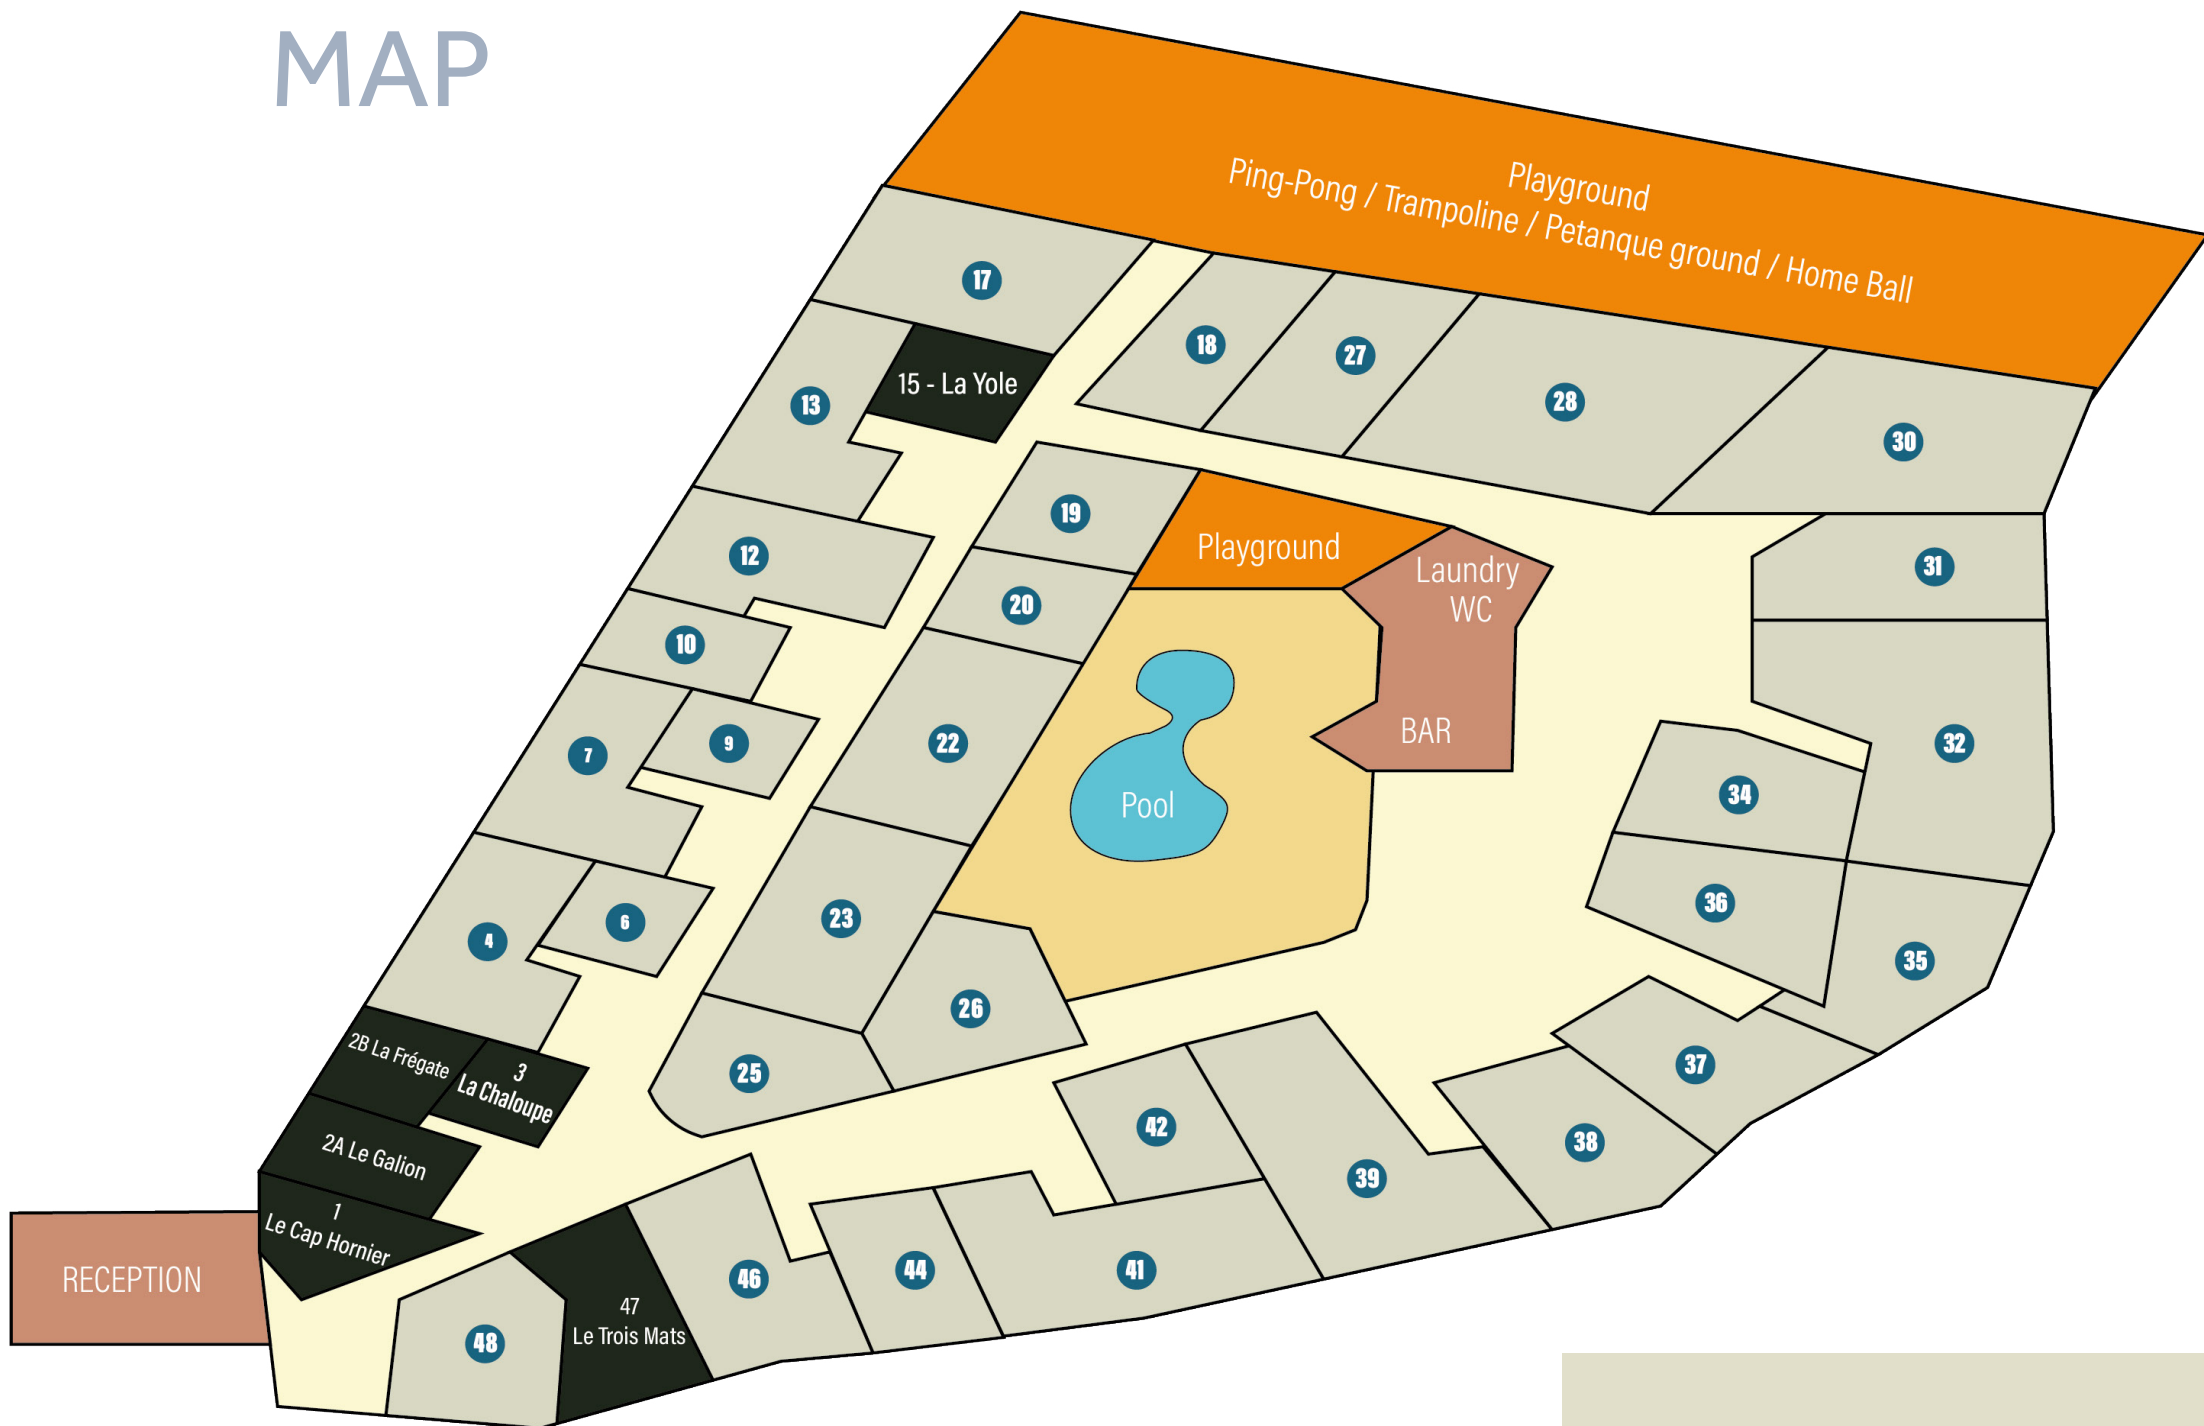 MAP
Playground
Ping-Pong / Trampoline / Petanque ground / Home Ball
17
18
27
28
30
13
15 - La Yole
19
Playground
Laundry
WC
31
12
20
10
32
7
9
22
BAR
Pool
34
4
6
23
36
35
26
2B La Frégate
3
La Chaloupe
25
37
2A Le Galion
42
38
39
1
Le Cap Hornier
RECEPTION
46
44
41
47
Le Trois Mats
48